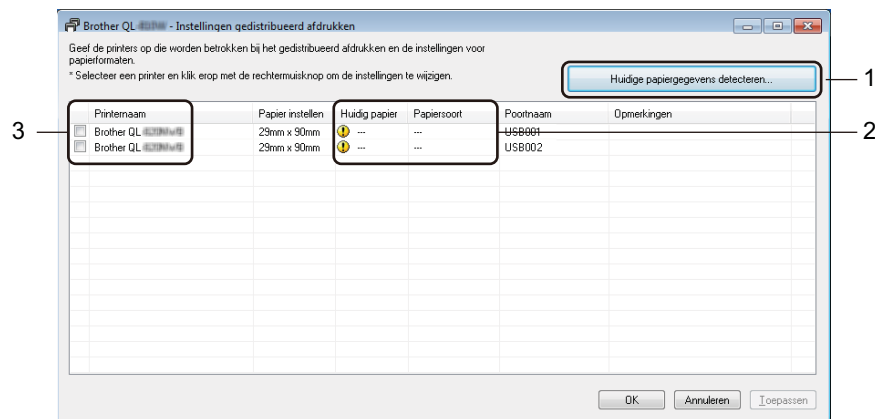 Brother QL - Instellingen gedistribueerd afdrukken
Geef de printers op die worden betrokken bij het gedistribueerd afdrukken en de instellingen voor
papierformaten.
* Selecteer een printer en klik erop met de rechtermuisknop om de instellingen te wijzigen.
Huidige papiergegevens detecteren...
1
Printernaam Papier instellen Huidig papier Papiersoort Poortnaam Opmerkingen
3
Brother QL 29mm x 90mm --- --- USB001
2
Brother QL 29mm x 90mm --- --- USB002
OK Annuleren Toepassen